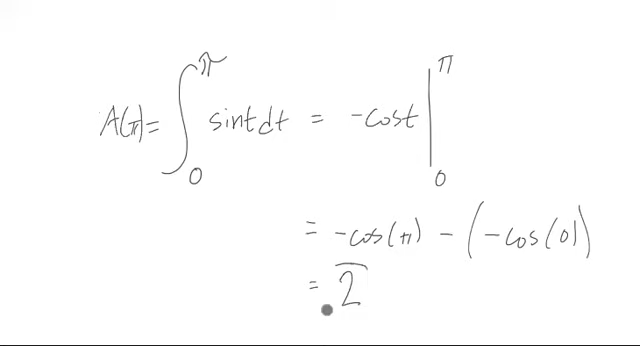 A(π) = ∫₀^π sint dt = -cost |₀^π
= -cos(π) - (-cos(0))
= 2